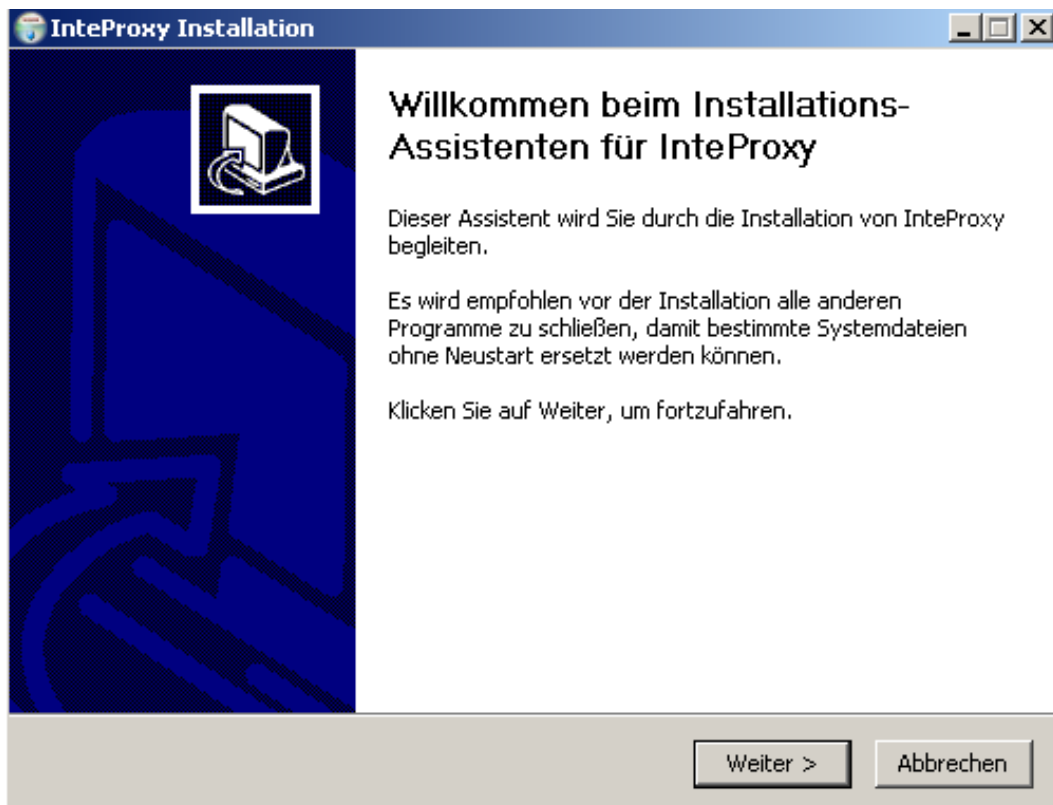 InteProxy Installation
Willkommen beim Installations-
Assistenten für InteProxy
Dieser Assistent wird Sie durch die Installation von InteProxy
begleiten.
Es wird empfohlen vor der Installation alle anderen
Programme zu schließen, damit bestimmte Systemdateien
ohne Neustart ersetzt werden können.
Klicken Sie auf Weiter, um fortzufahren.
Weiter >
Abbrechen